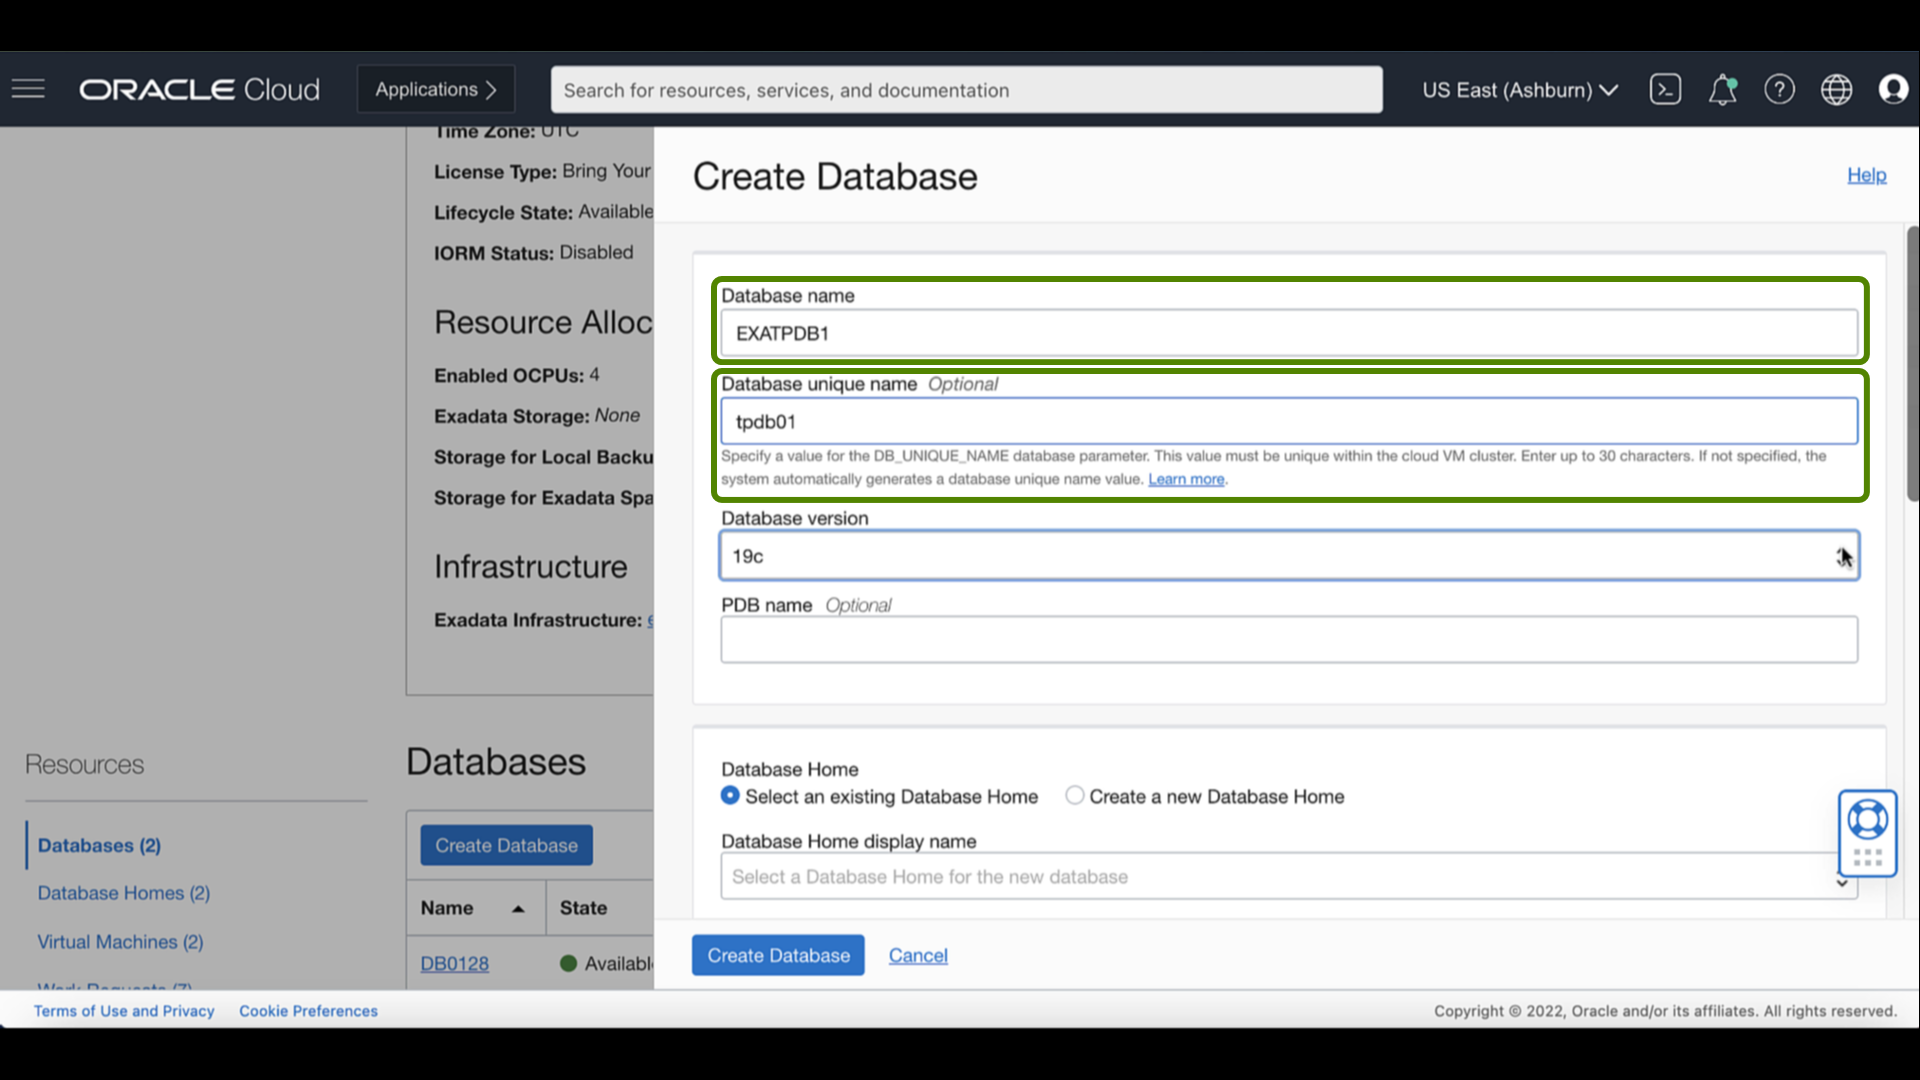 ORACLE Cloud
Applications
Search for resources, services, and documentation
US East (Ashburn)
Time Zone: UTC
License Type: Bring Your
Lifecycle State: Available
IORM Status: Disabled
Resource Alloc
Enabled OCPUs: 4
Exadata Storage: None
Storage for Local Backu
Storage for Exadata Spa
Infrastructure
Exadata Infrastructure: e
Resources
Databases (2)
Database Homes (2)
Virtual Machines (2)
Work Requests (7)
Databases
Create Database
Name
State
DB0128
Availabl
Create Database
Help
Database name
EXATPDB1
Database unique name Optional
tpdb01
Specify a value for the DB_UNIQUE_NAME database parameter. This value must be unique within the cloud VM cluster. Enter up to 30 characters. If not specified, the
system automatically generates a database unique name value. Learn more.
Database version
19c
PDB name Optional
Database Home
Select an existing Database Home
Create a new Database Home
Database Home display name
Select a Database Home for the new database
Create Database
Cancel
Terms of Use and Privacy
Cookie Preferences
Copyright © 2022, Oracle and/or its affiliates. All rights reserved.